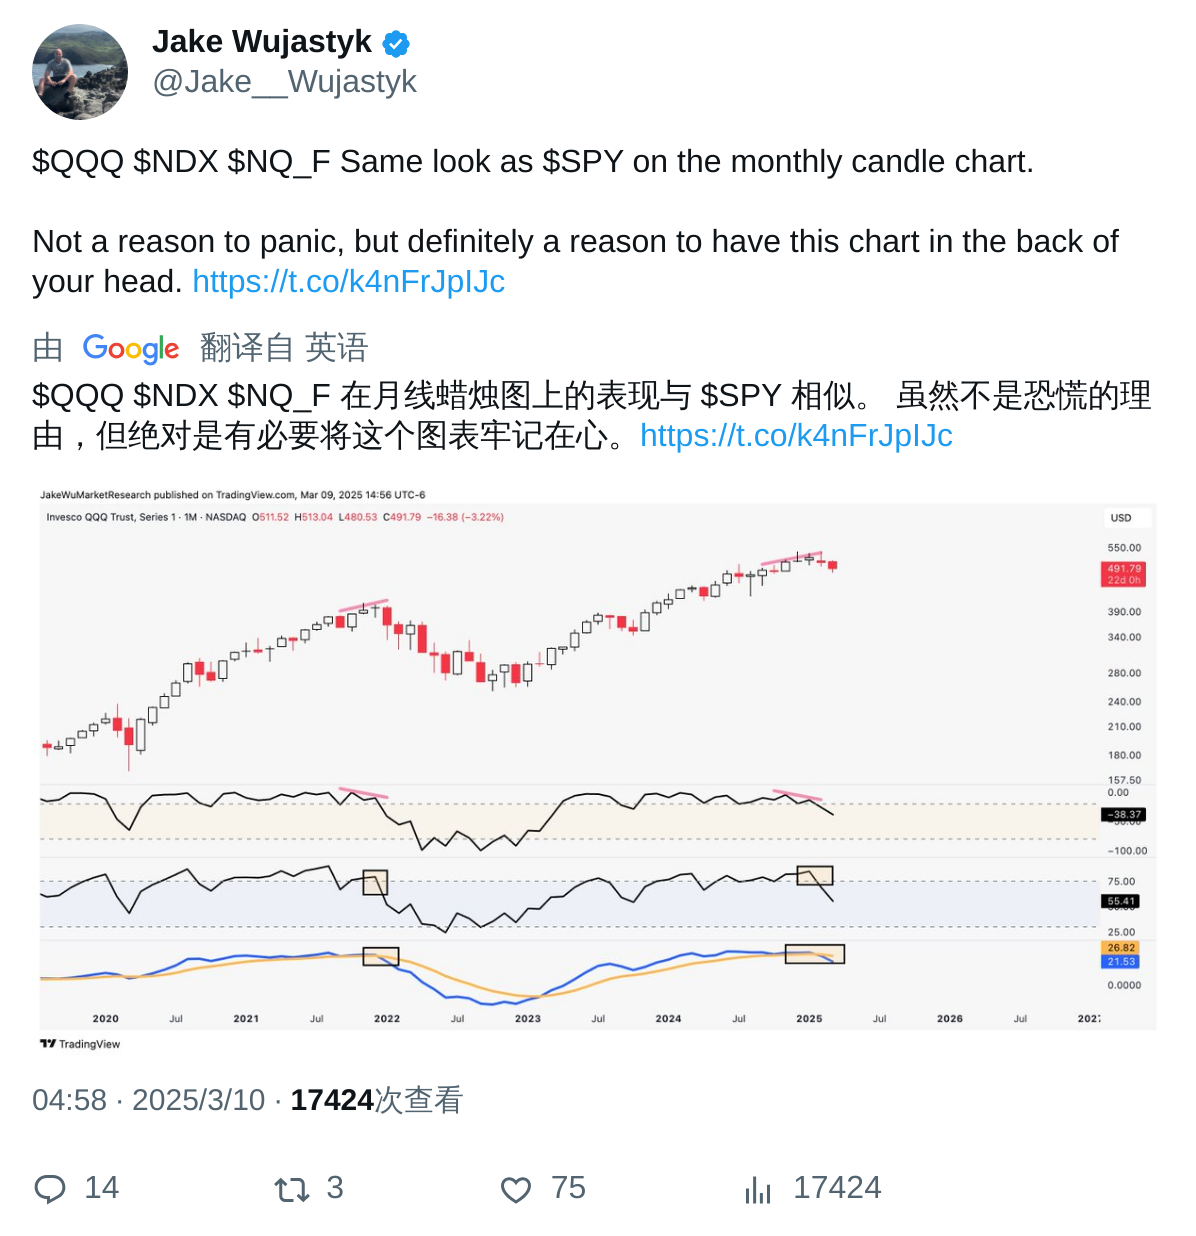 Jake Wujastyk
@Jake__Wujastyk
$QQQ $NDX $NQ_F Same look as $SPY on the monthly candle chart.
Not a reason to panic, but definitely a reason to have this chart in the back of
your head. https://t.co/k4nFrJpIJc
由 Google 翻译自 英语
$QQQ $NDX $NQ_F 在月线蜡烛图上的表现与 $SPY 相似。 虽然不是恐慌的理
由，但绝对是有必要将这个图表牢记在心。https://t.co/k4nFrJpIJc
JakeWuMarketResearch published on TradingView.com, Mar 09, 2025 14:56 UTC-6
Invesco QQQ Trust, Series 1 · 1M · NASDAQ O511.52 H513.04 L480.53 C491.79 −16.38 (−3.22%)
USD
550.00
491.79
22d 0h
390.00
340.00
280.00
240.00
210.00
180.00
157.50
0.00
−38.37
−100.00
75.00
55.41
25.00
26.82
21.53
0.0000
2020 Jul 2021 Jul 2022 Jul 2023 Jul 2024 Jul 2025 Jul 2026 Jul
TradingView
04:58 · 2025/3/10 · 17424次查看
14 3 75 17424